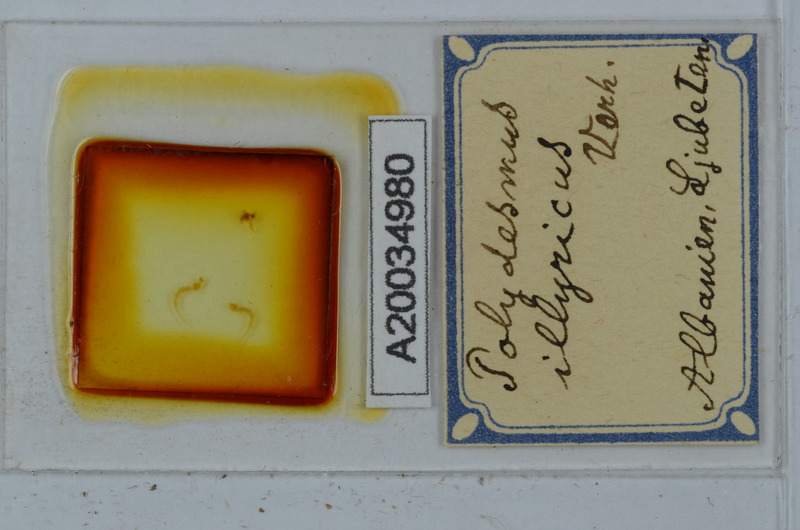 A20034980
Polydesmus
illyricus
Verh.
Albanien, Ljubeten